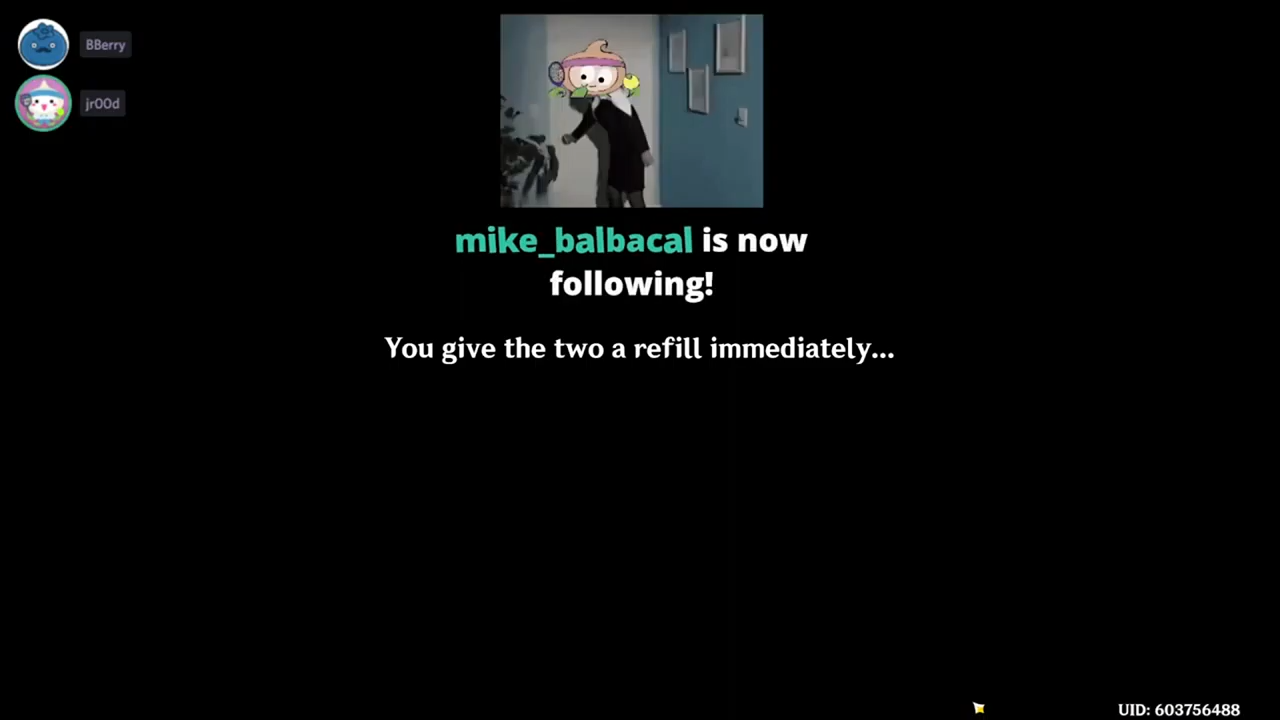 BBerry
jr00d
mike_balbacal is now
following!
You give the two a refill immediately...
UID: 603756488